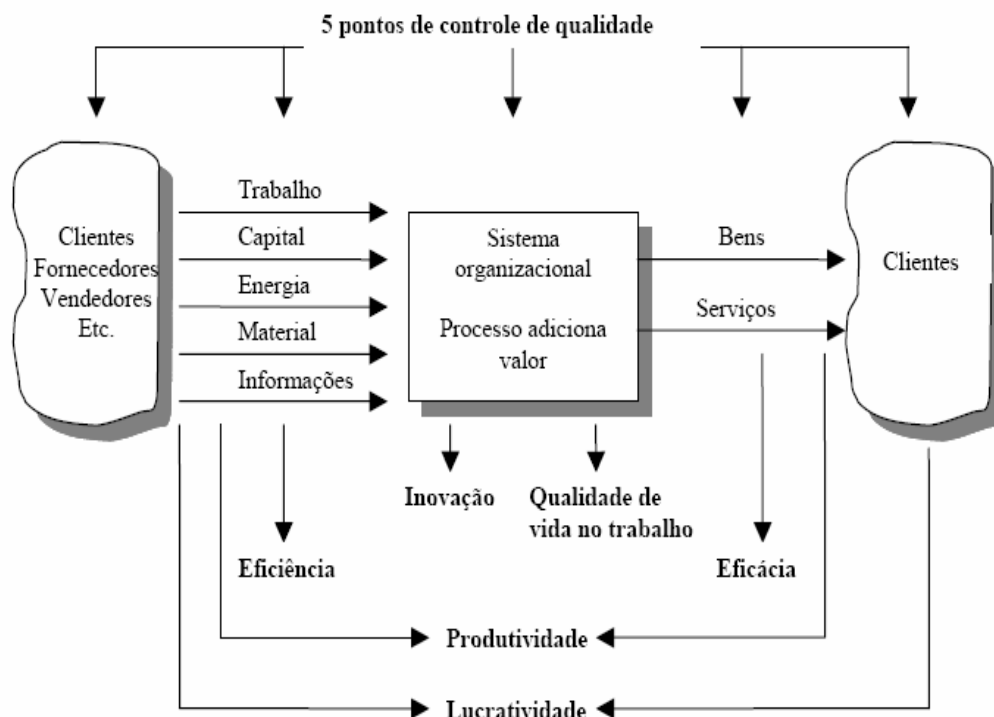 5 pontos de controle de qualidade
Clientes
Fornecedores
Vendedores
Etc.
Trabalho
Capital
Energia
Material
Informações
Sistema
organizacional
Processo adiciona
valor
Bens
Serviços
Clientes
Inovação
Qualidade de
vida no trabalho
Eficiência
Eficácia
Produtividade
Lucratividade